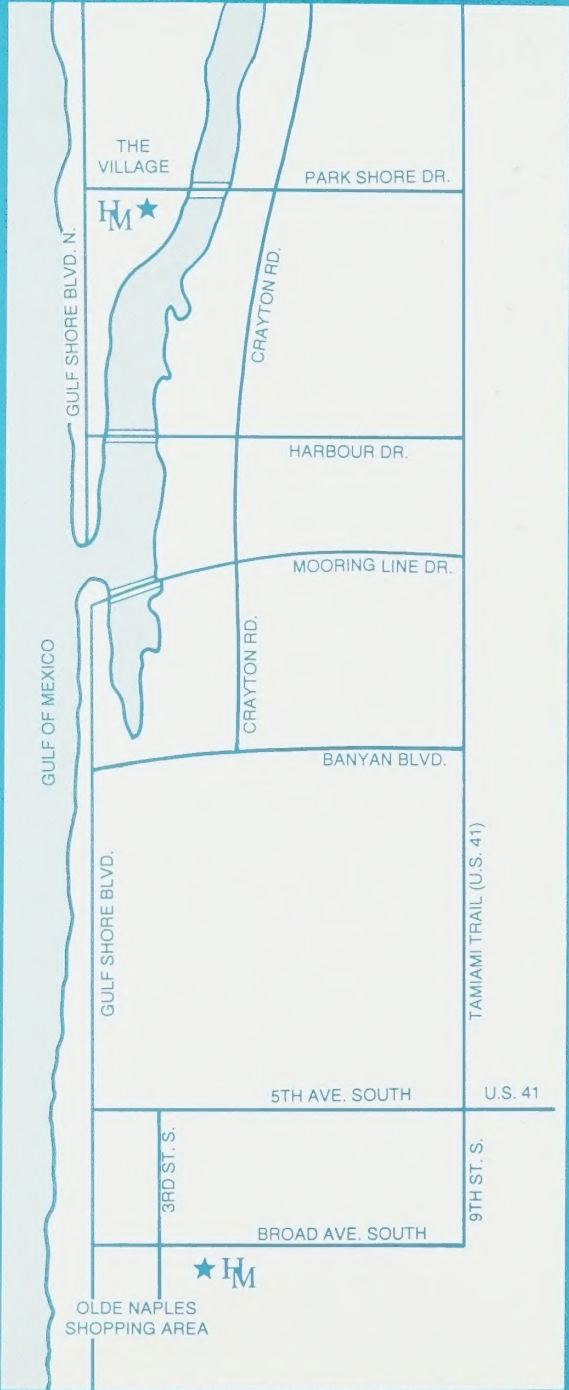 THE
VILLAGE
PARK SHORE DR.
HM
GULF SHORE BLVD. N.
CRAYTON RD.
HARBOUR DR.
MOORING LINE DR.
GULF OF MEXICO
CRAYTON RD.
BANYAN BLVD.
GULF SHORE BLVD.
TAMIAMI TRAIL (U.S. 41)
5TH AVE. SOUTH
U.S. 41
3RD ST. S.
9TH ST. S.
BROAD AVE. SOUTH
HM
OLDE NAPLES
SHOPPING AREA